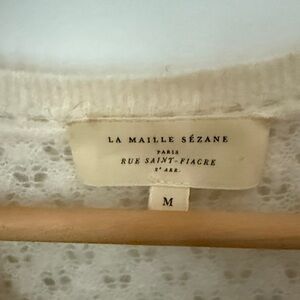 LA MAILLE SÉZANE
PARIS
RUE SAINT-FIACRE
2ᵉ ARR.
M